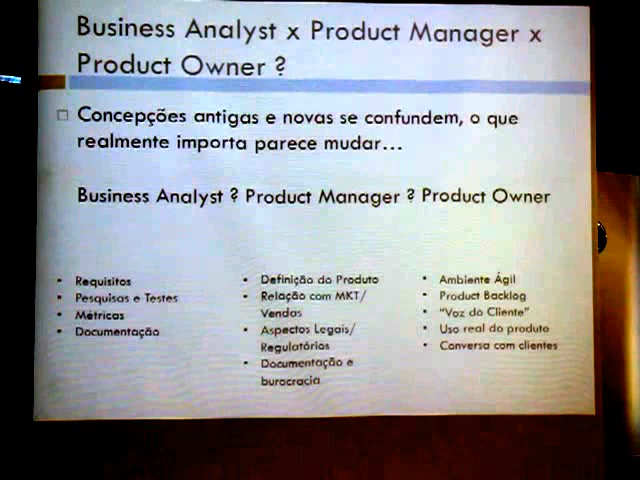 Business Analyst x Product Manager x
Product Owner ?
Concepções antigas e novas se confundem, o que
realmente importa parece mudar...
Business Analyst ? Product Manager ? Product Owner
• Requisitos
• Pesquisas e Testes
• Métricas
• Documentação
• Definição do Produto
• Relação com MKT/
Vendas
• Aspectos Legais/
Regulatórios
• Documentação e
burocracia
• Ambiente Ágil
• Product Backlog
• "Voz do Cliente"
• Uso real do produto
• Conversa com clientes